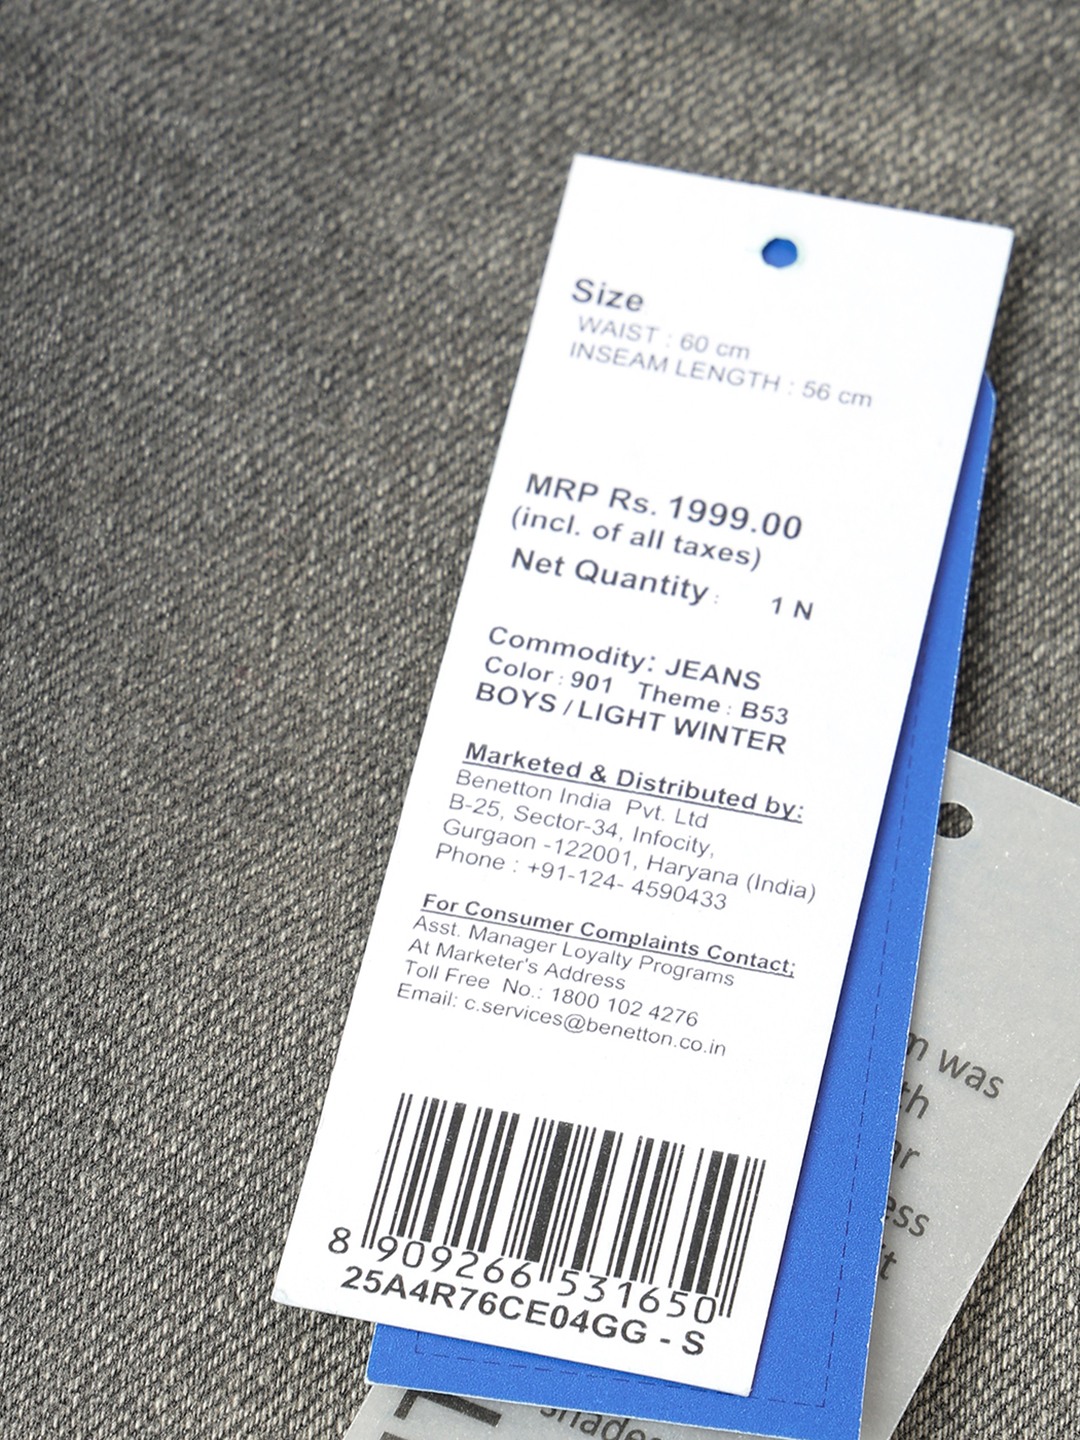 Size
WAIST : 60 cm
INSEAM LENGTH : 56 cm
MRP Rs. 1999.00
(incl. of all taxes)
Net Quantity : 1 N
Commodity: JEANS
Color : 901 Theme : B53
BOYS / LIGHT WINTER
Marketed & Distributed by:
Benetton India Pvt. Ltd
B-25, Sector-34, Infocity,
Gurgaon -122001, Haryana (India)
Phone : +91-124- 4590433
For Consumer Complaints Contact;
Asst. Manager Loyalty Programs
At Marketer's Address
Toll Free No.: 1800 102 4276
Email: c.services@benetton.co.in
8 909266 531650
25A4R76CE04GG - S
was